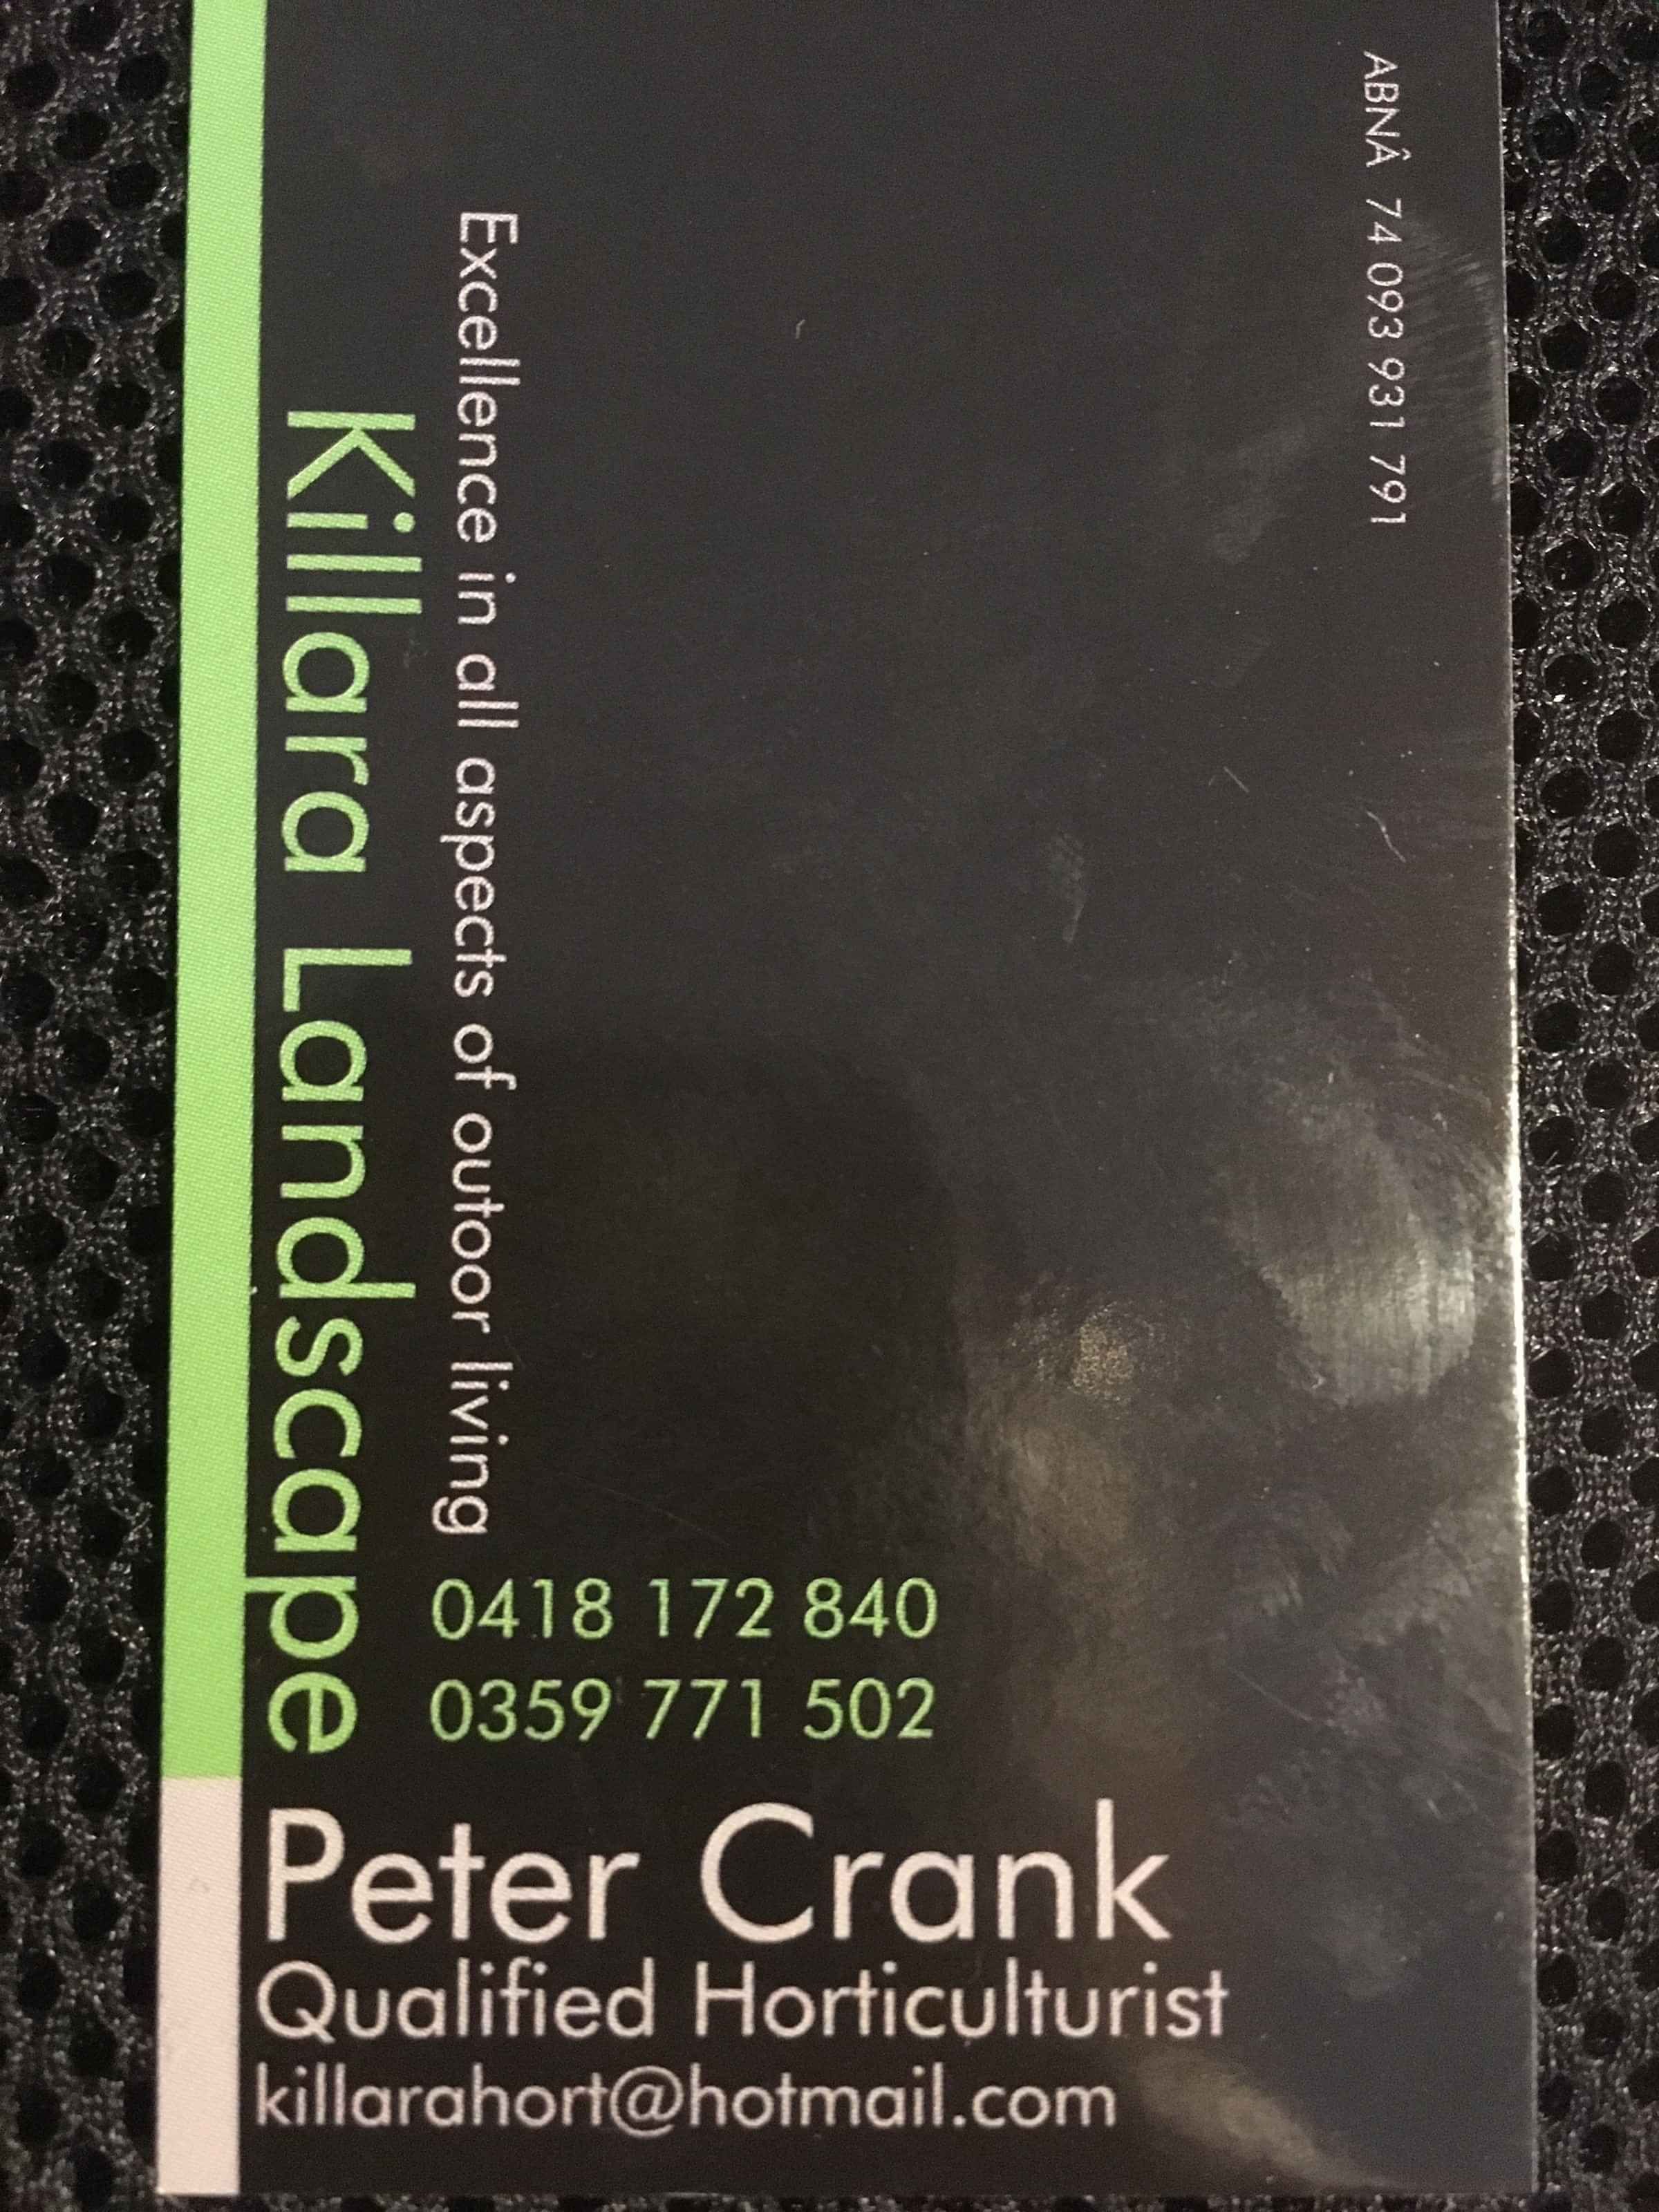 Killara Landscape
Excellence in all aspects of outoor living
ABNÂ 74 093 931 791
0418 172 840
0359 771 502
Peter Crank
Qualified Horticulturist
killarahort@hotmail.com